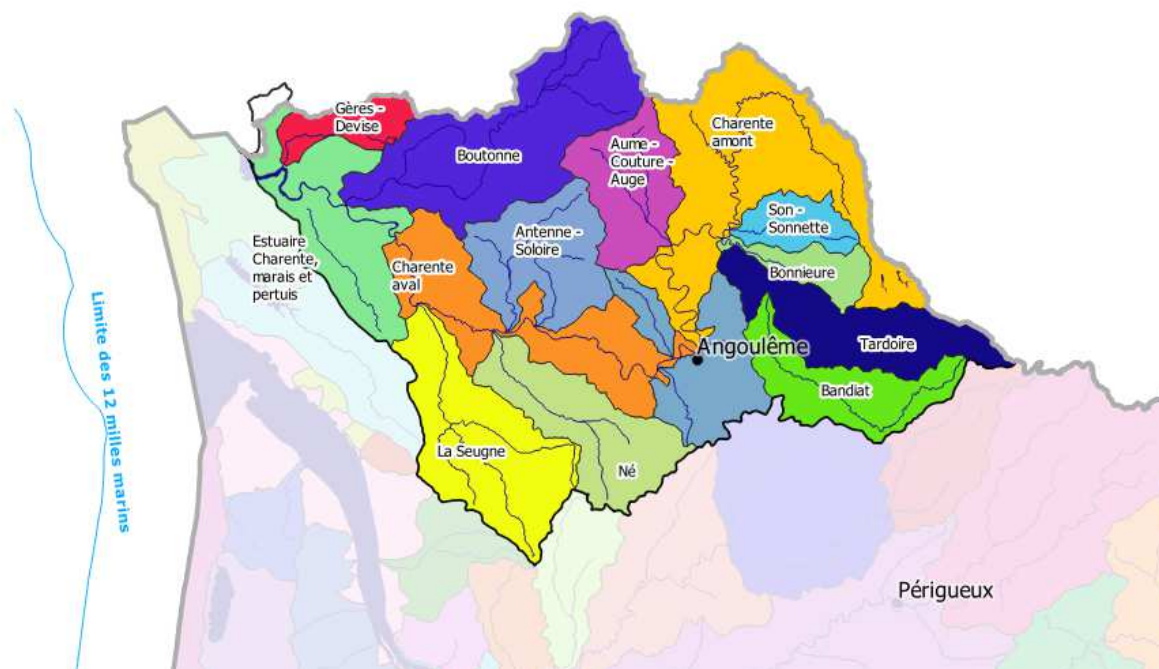 Gères -
Devise
Boutonne
Aume -
Couture -
Auge
Charente
amont
Son -
Sonnette
Antenne -
Soloire
Bonnieure
Estuaire
Charente,
marais et
pertuis
Charente
aval
Limite des 12 milles marins
Angoulême
Tardoire
Bandiat
La Seugne
Né
Périgueux